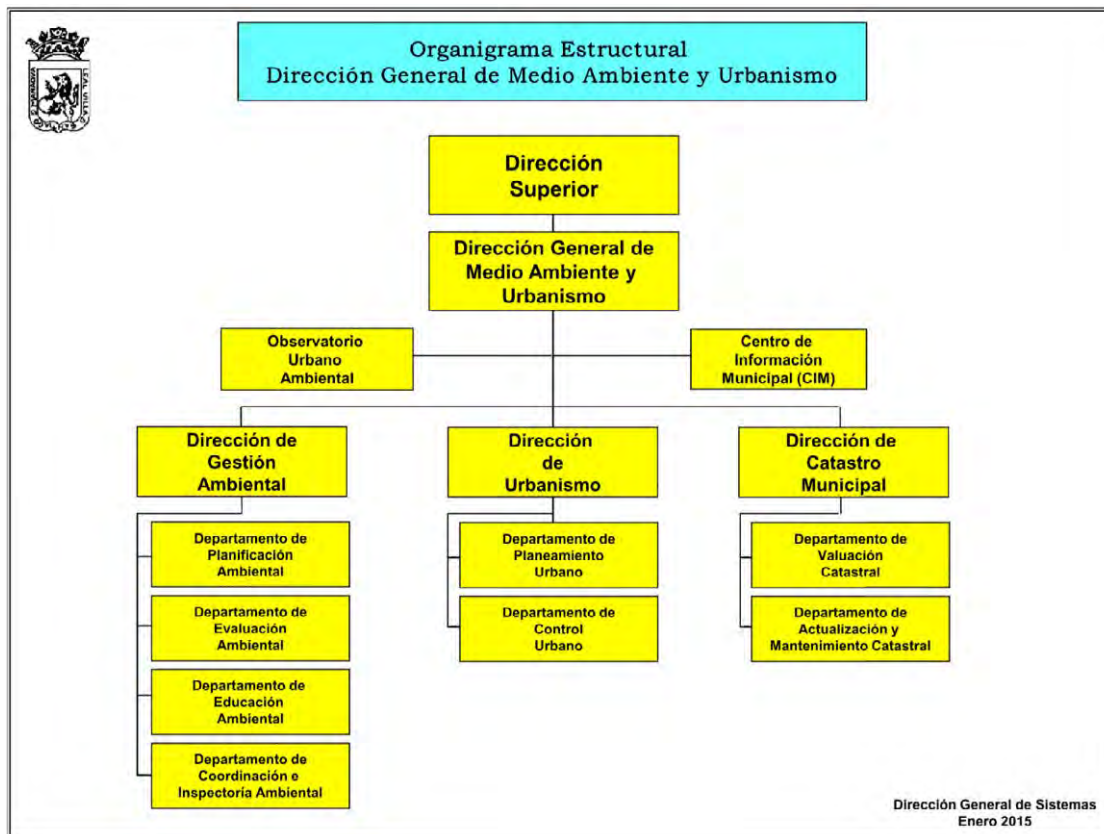 Organigrama Estructural
Dirección General de Medio Ambiente y Urbanismo
Dirección
Superior
Dirección General de
Medio Ambiente y
Urbanismo
Observatorio
Urbano
Ambiental
Centro de
Información
Municipal (CIM)
Dirección de
Gestión
Ambiental
Dirección
de
Urbanismo
Dirección de
Catastro
Municipal
Departamento de
Planificación
Ambiental
Departamento de
Planeamiento
Urbano
Departamento de
Valuación
Catastral
Departamento de
Evaluación
Ambiental
Departamento de
Control
Urbano
Departamento de
Actualización y
Mantenimiento Catastral
Departamento de
Educación
Ambiental
Departamento de
Coordinación e
Inspectoría Ambiental
Dirección General de Sistemas
Enero 2015